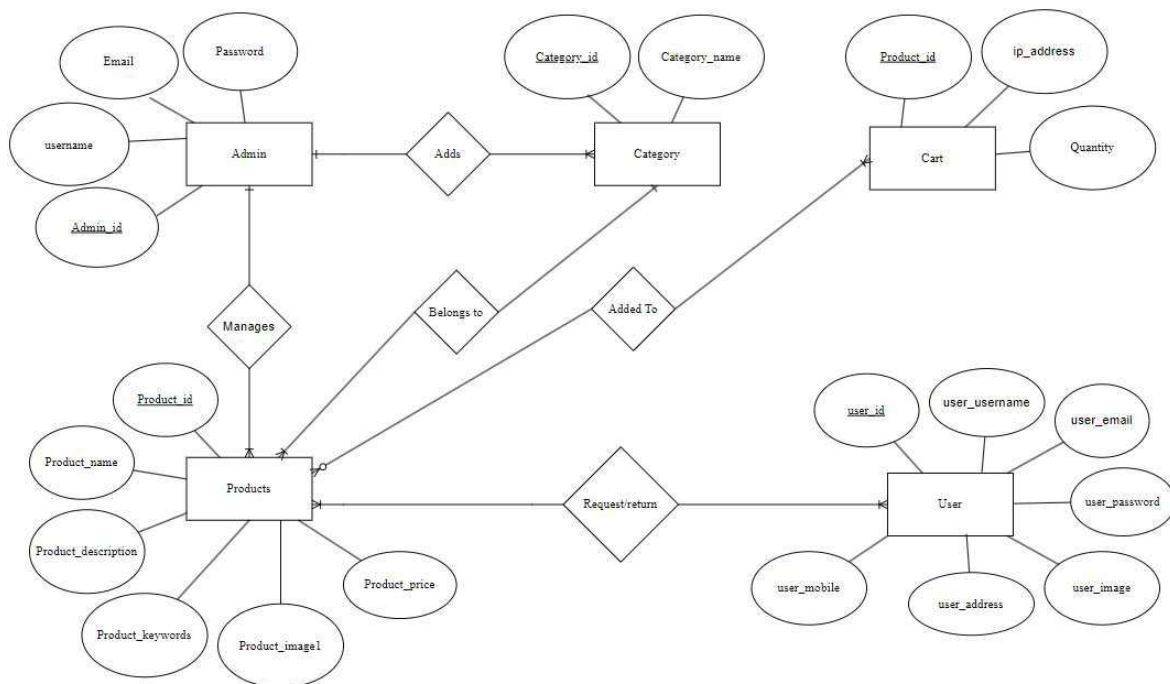 Email
Password
username
Admin_id
Admin
Adds
Category_id
Category_name
Category
Product_id
ip_address
Quantity
Cart
Manages
Belongs to
Added To
Product_id
Product_name
Product_description
Product_keywords
Product_image1
Product_price
Products
Request/return
user_id
user_username
user_email
user_password
user_image
user_address
user_mobile
User